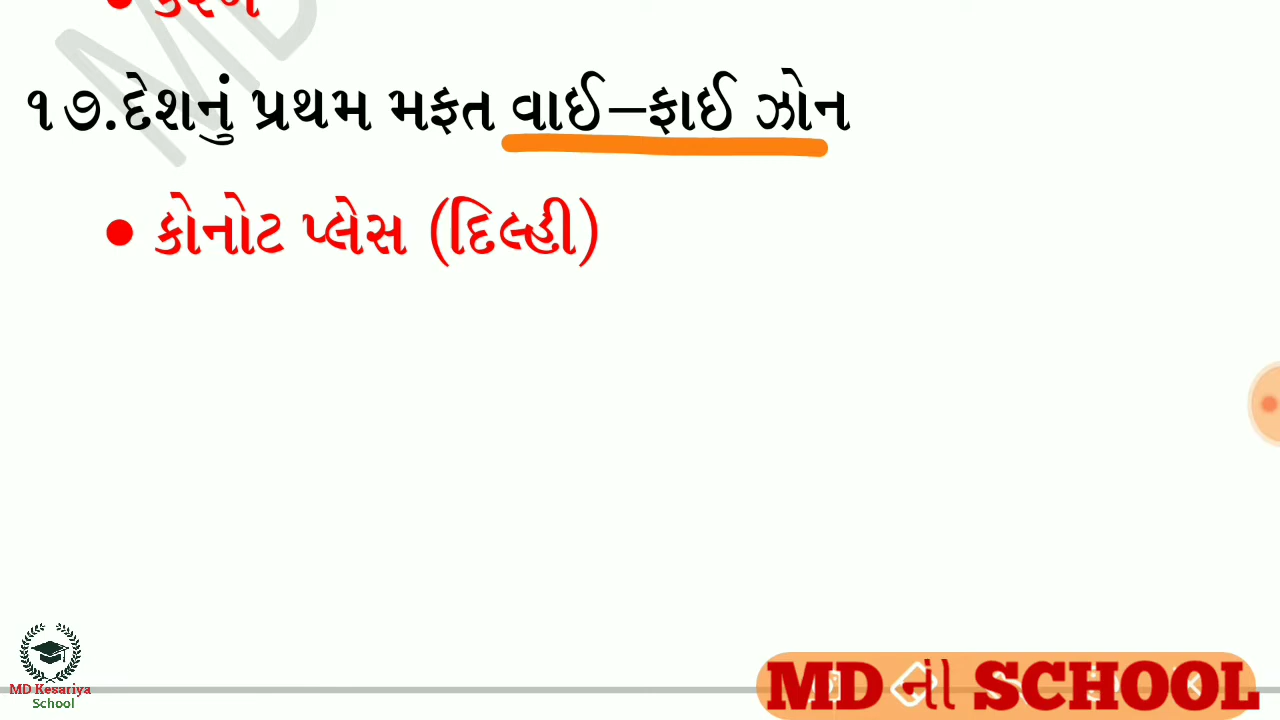 ૧૭.દેશનું પ્રથમ મફત વાઈ–ફાઈ ઝોન
• કોનોટ પ્લેસ (દિલ્હી)
MD Kesariya
School
MD ની SCHOOL